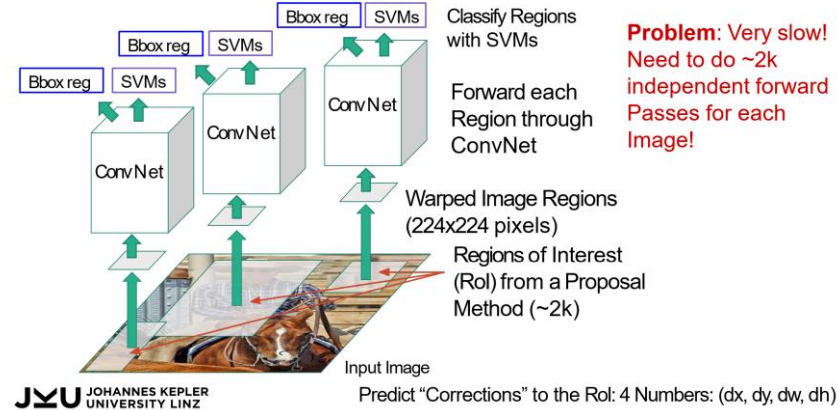 Bbox reg
SVMs
Classify Regions
with SVMs
Problem: Very slow!
Need to do ~2k
independent forward
Passes for each
Image!
Bbox reg
SVMs
Bbox reg
SVMs
ConvNet
ConvNet
ConvNet
Forward each
Region through
ConvNet
Warped Image Regions
(224x224 pixels)
Regions of Interest
(RoI) from a Proposal
Method (~2k)
Input Image
JKU JOHANNES KEPLER
UNIVERSITY LINZ
Predict “Corrections” to the RoI: 4 Numbers: (dx, dy, dw, dh)